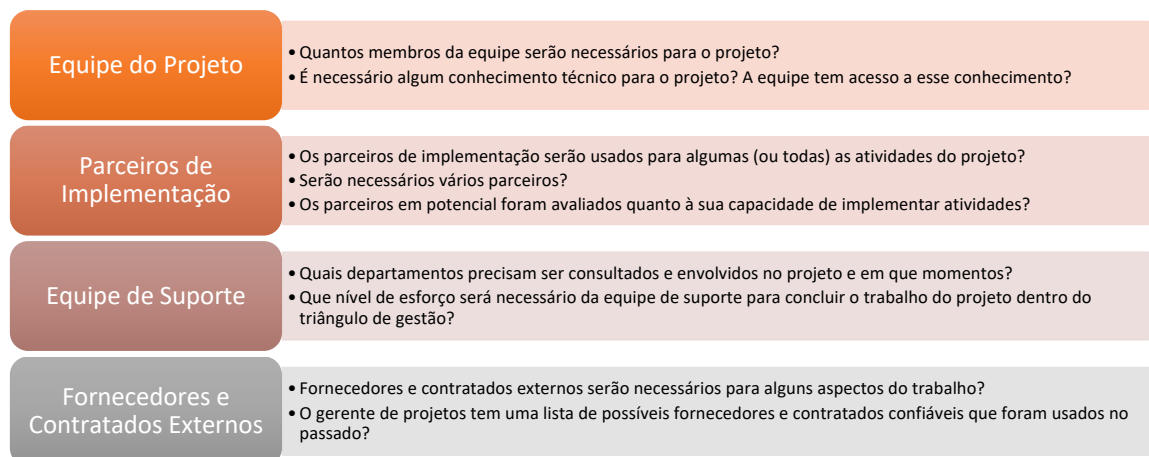 Equipe do Projeto
• Quantos membros da equipe serão necessários para o projeto?
• É necessário algum conhecimento técnico para o projeto? A equipe tem acesso a esse conhecimento?
Parceiros de
Implementação
• Os parceiros de implementação serão usados para algumas (ou todas) as atividades do projeto?
• Serão necessários vários parceiros?
• Os parceiros em potencial foram avaliados quanto à sua capacidade de implementar atividades?
Equipe de Suporte
• Quais departamentos precisam ser consultados e envolvidos no projeto e em que momentos?
• Que nível de esforço será necessário da equipe de suporte para concluir o trabalho do projeto dentro do
triângulo de gestão?
Fornecedores e
Contratados Externos
• Fornecedores e contratados externos serão necessários para alguns aspectos do trabalho?
• O gerente de projetos tem uma lista de possíveis fornecedores e contratados confiáveis que foram usados no
passado?